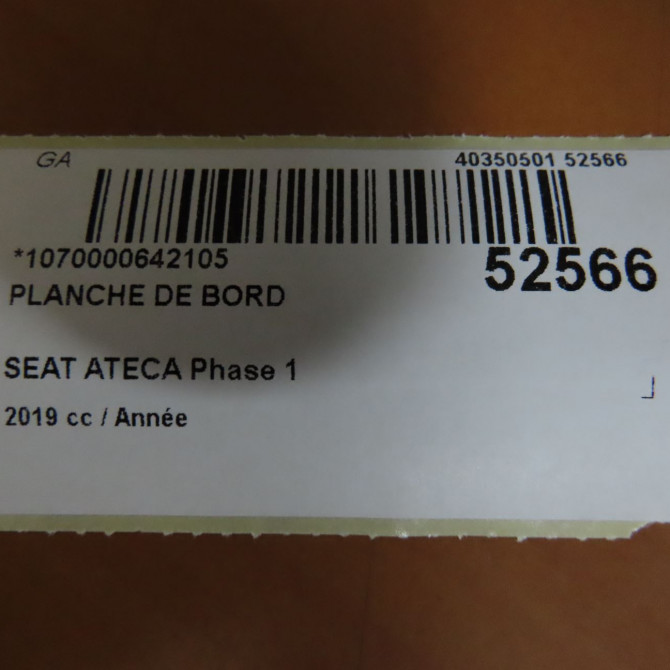 GA 40350501 52566
*1070000642105 52566
PLANCHE DE BORD
SEAT ATECA Phase 1
2019 cc / Année